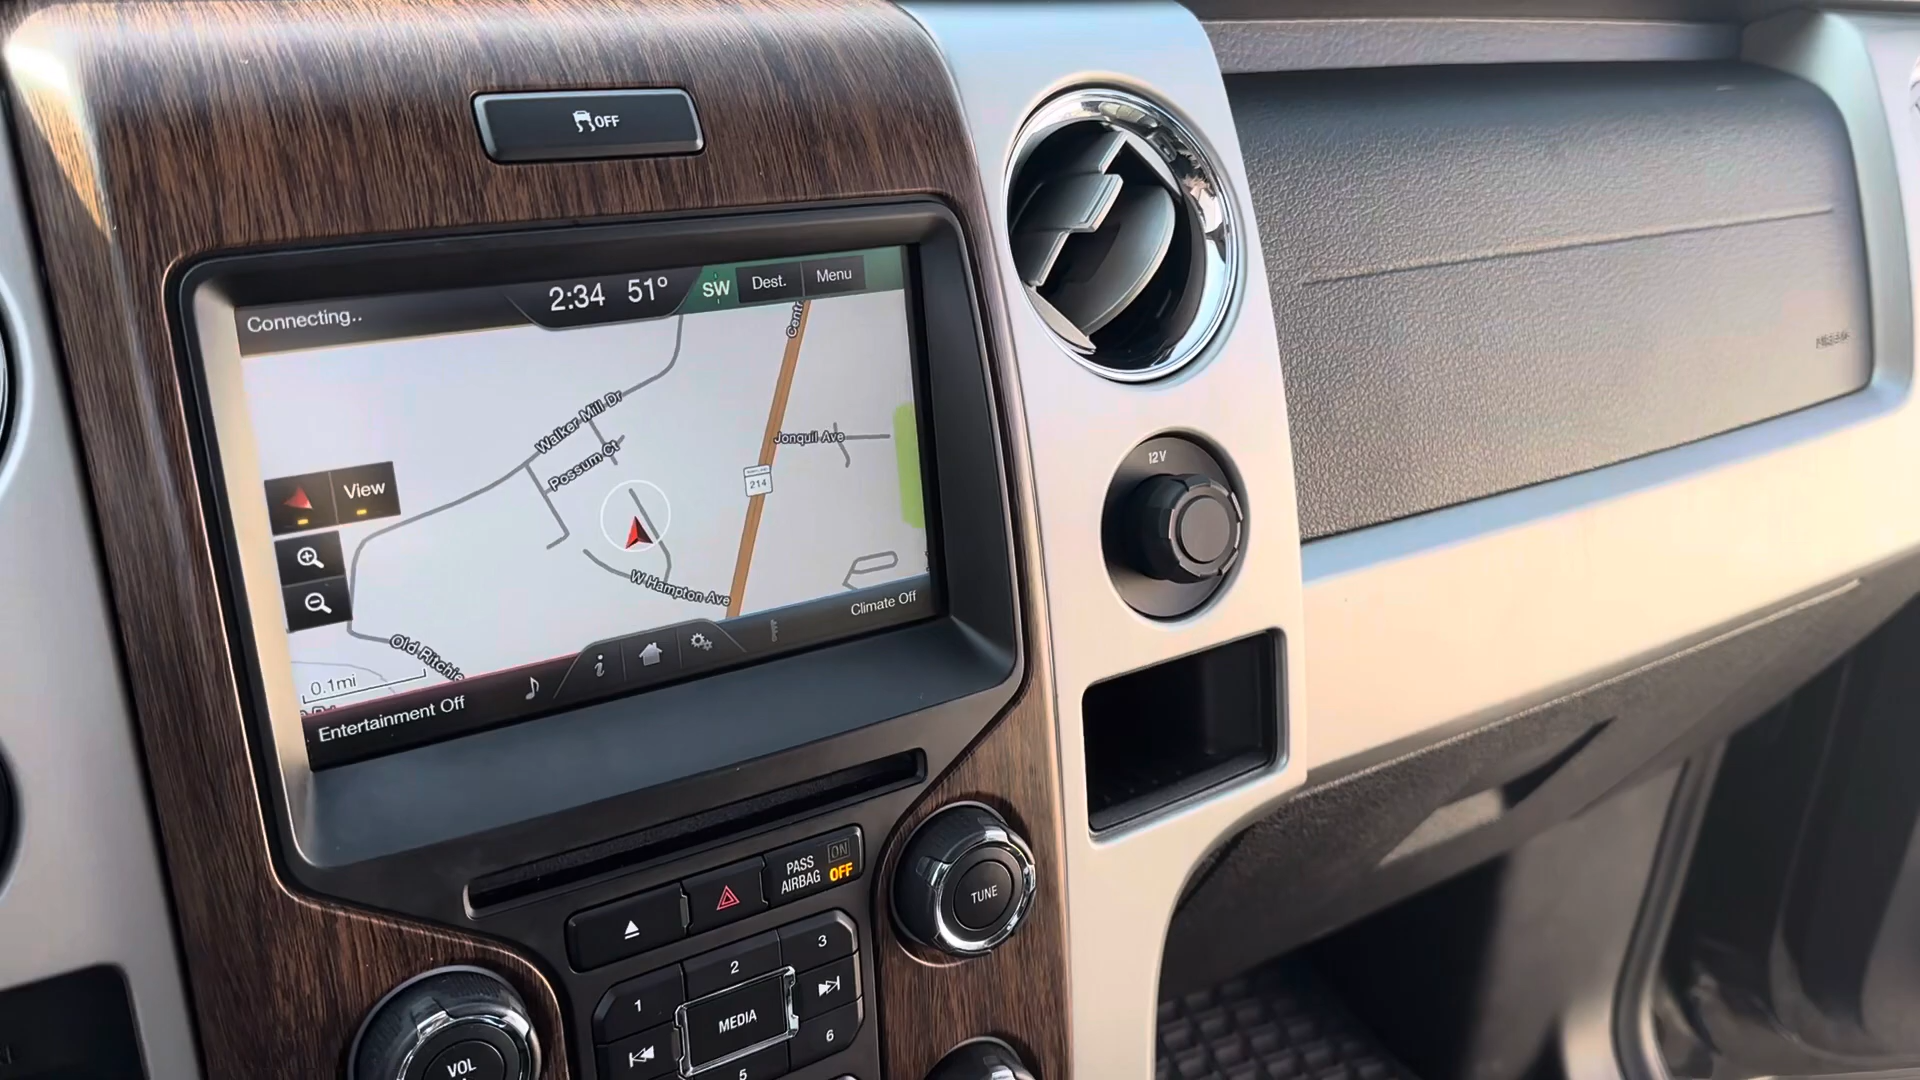 OFF
2:34 51° SW Dest. Menu
Connecting..
Walker Mill Dr
Possum Ct
Jonquil Ave
214
View
W Hampton Ave
Climate Off
Old Ritchie
0.1mi
Entertainment Off
12V
PASS AIRBAG ON OFF
TUNE
1 2 3
MEDIA
5 6
VOL